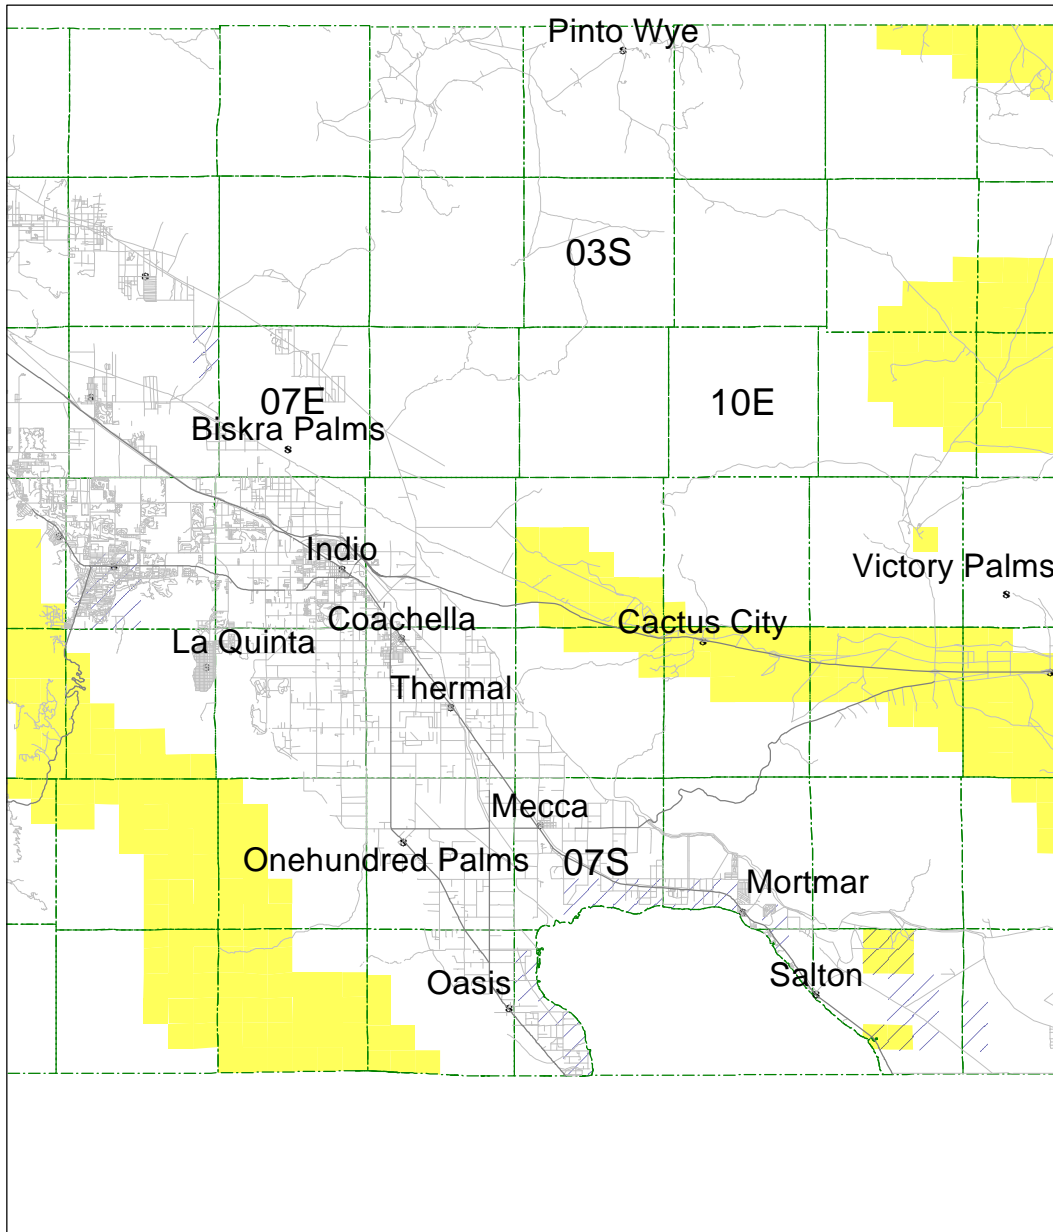 Pinto Wye
03S
07E
10E
Biskra Palms
Indio
Victory Palms
Coachella
Cactus City
La Quinta
Thermal
Mecca
Onehundred Palms
07S
Mortmar
Oasis
Salton